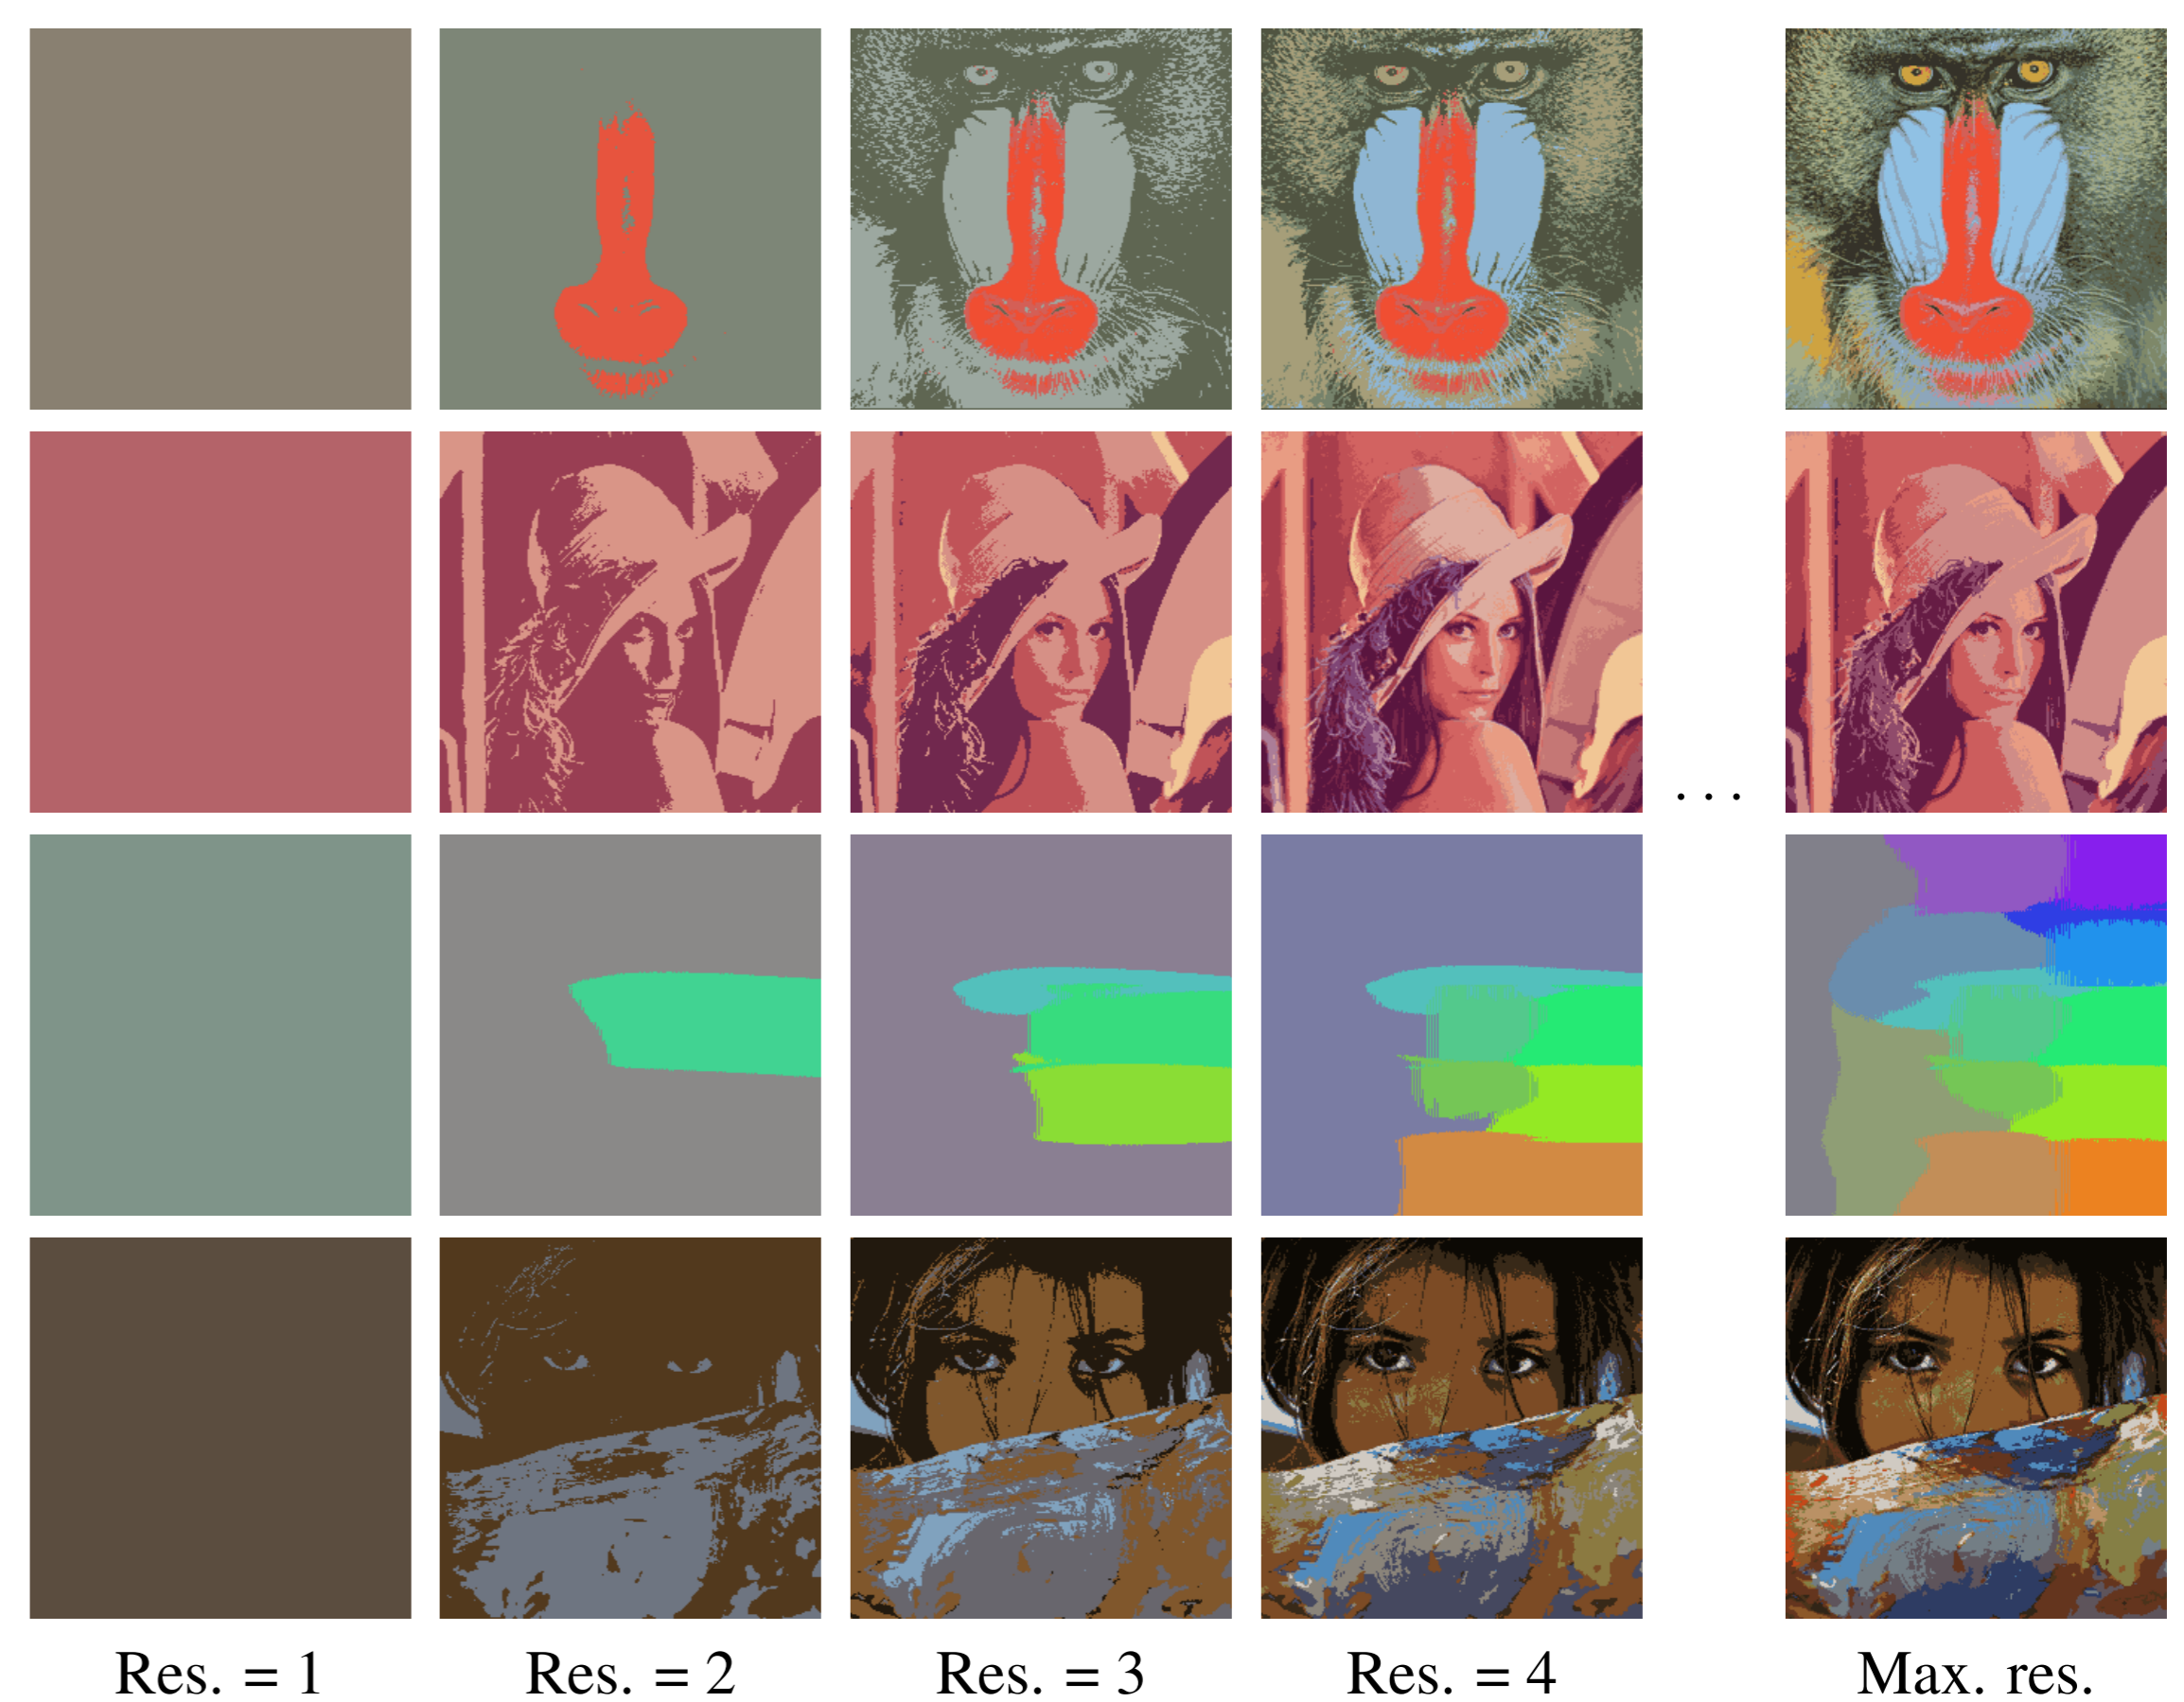 . . .
Res. = 1 Res. = 2 Res. = 3 Res. = 4 Max. res.